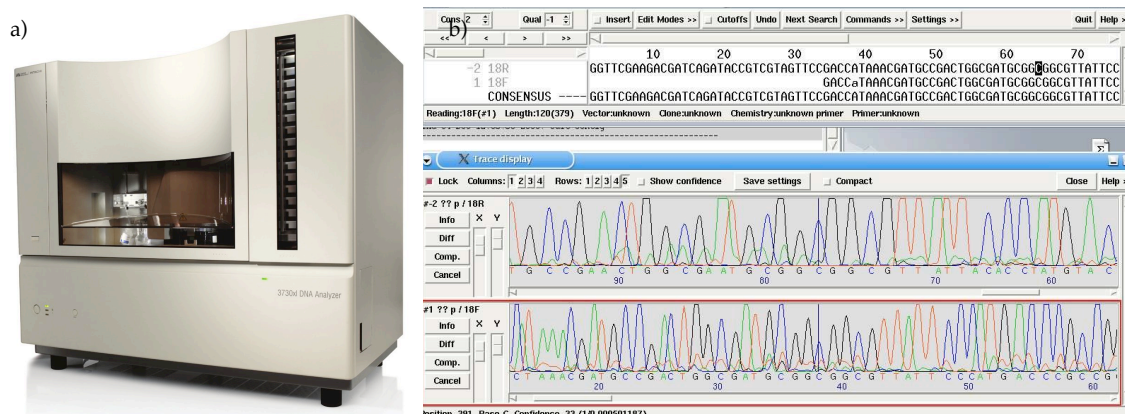 a)
3730xl DNA Analyzer
b)
Cons 2 Qual -1 Insert Edit Modes >> Cutoffs Undo Next Search Commands >> Settings >> Quit Help >
<< < > >>
10 20 30 40 50 60 70
-2 18R GGTTCGAAGACGATCAGATACCGTCGTAGTTCCGACCATAAACGATGCCGACTGGCGATGCGGCGGCGTTATTCC
1 18F GACCaTAAACGATGCCGACTGGCGATGCGGCGGCGTTATTCC
CONSENSUS ---- GGTTCGAAGACGATCAGATACCGTCGTAGTTCCGACCATAAACGATGCCGACTGGCGATGCGGCGGCGTTATTCC
Reading:18F(#1) Length:120(379) Vector:unknown Clone:unknown Chemistry:unknown primer Primer:unknown
X Trace display
Lock Columns: 1 2 3 4 Rows: 1 2 3 4 5 Show confidence Save settings Compact Close Help
#-2 ?? p / 18R
Info X Y
Diff
Comp.
Cancel
T G C C G A A C T G G C G A A T G C G G C G G C G T T A T T A C A C C T A T G T A C
90 80 70 60
#1 ?? p / 18F
Info X Y
Diff
Comp.
Cancel
C T A A A C G A T G C C G A C T G G C G A T G C G G C G G C G T T A T T C C A T G A C C G C C G
20 30 40 50 60